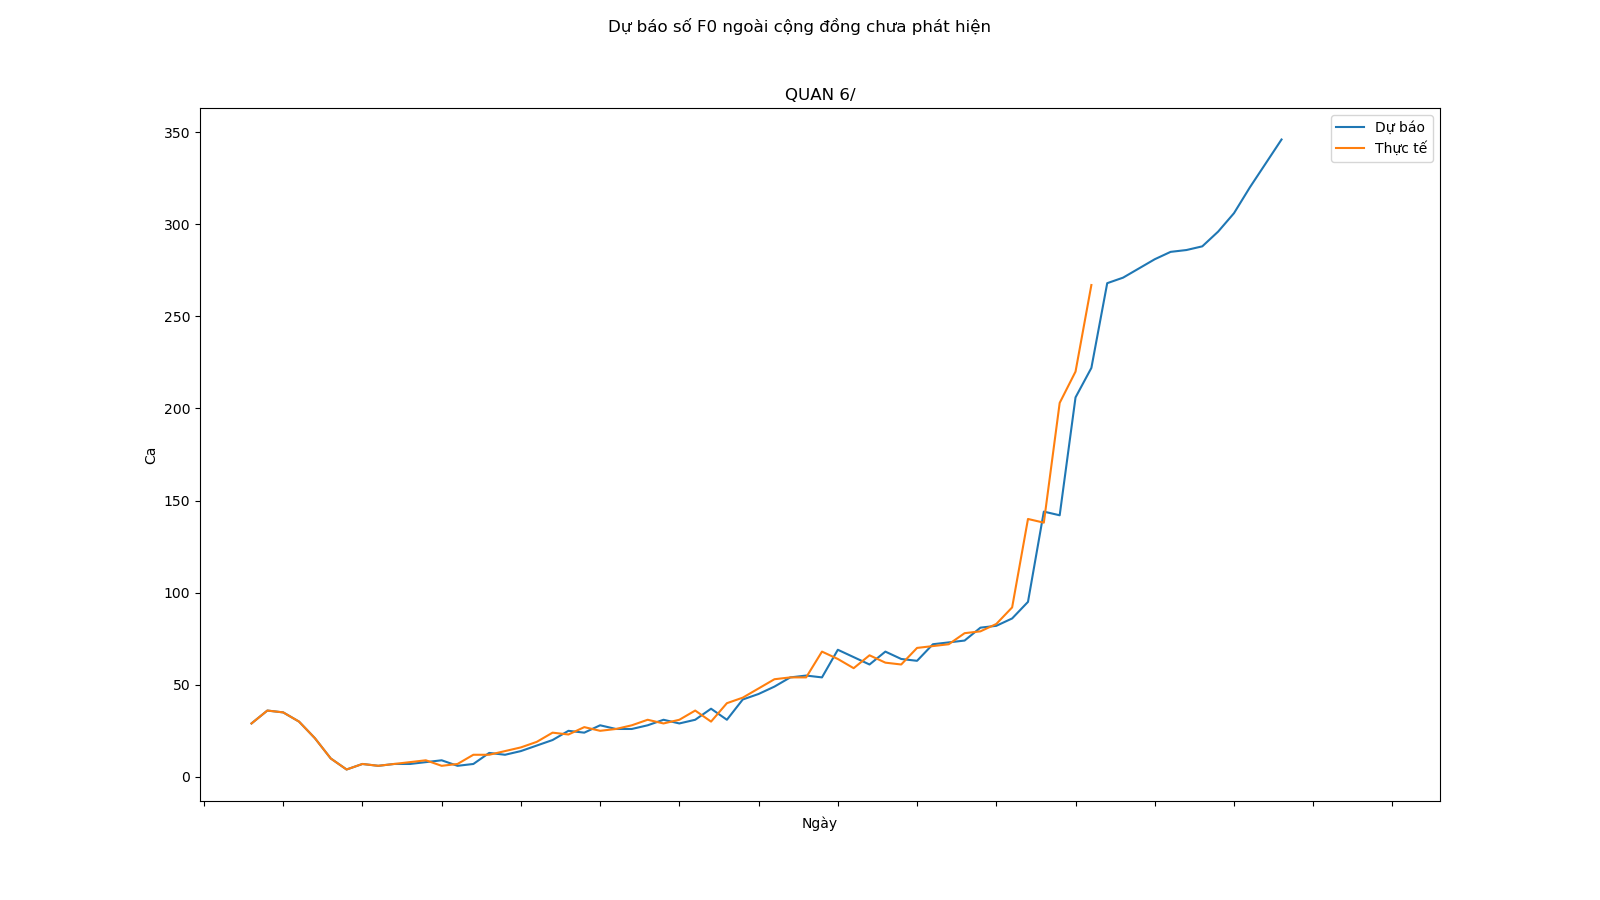 Dự báo số F0 ngoài cộng đồng chưa phát hiện
QUAN 6/
Dự báo
Thực tế
350
300
250
200
150
100
50
0
Ca
Ngày